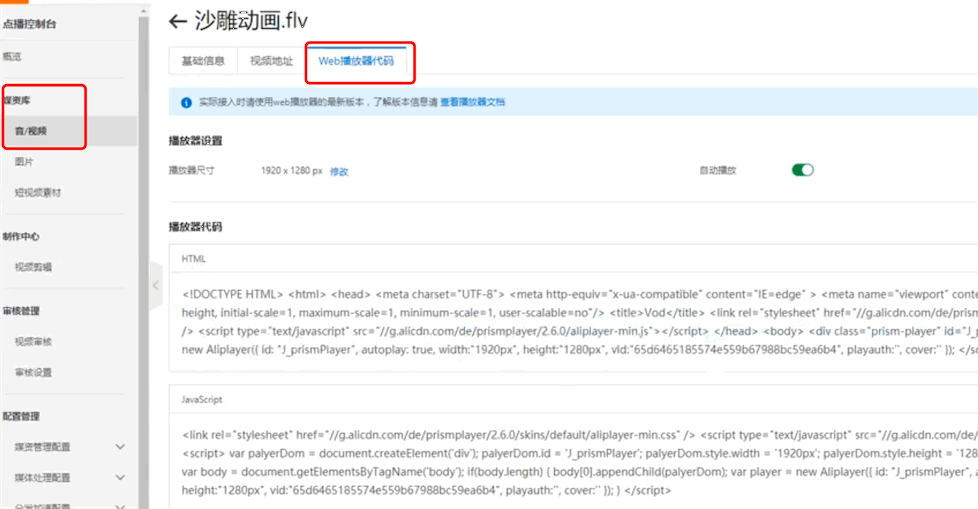 点播控制台
概览
媒资库
音/视频
图片
短视频素材
制作中心
视频剪辑
审核管理
视频审核
审核设置
配置管理
媒资管理配置
媒体处理配置
分发加速配置
沙雕动画.flv
基础信息 视频地址 Web播放器代码
实际接入时请使用web播放器的最新版本，了解版本信息请 查看播放器文档
播放器设置
播放器尺寸 1920 x 1280 px 修改 自动播放
播放器代码
HTML
<!DOCTYPE HTML> <html> <head> <meta charset="UTF-8"> <meta http-equiv="x-ua-compatible" content="IE=edge" > <meta name="viewport" conte
height, initial-scale=1, maximum-scale=1, minimum-scale=1, user-scalable=no"/> <title>Vod</title> <link rel="stylesheet" href="//g.alicdn.com/de/prism
/> <script type="text/javascript" src="//g.alicdn.com/de/prismplayer/2.6.0/aliplayer-min.js"></script> </head> <body> <div class="prism-player" id="J_p
new Aliplayer({ id: "J_prismPlayer", autoplay: true, width:"1920px", height:"1280px", vid:"65d6465185574e559b67988bc59ea6b4", playauth:'', cover:'' }); </sc
JavaScript
<link rel="stylesheet" href="//g.alicdn.com/de/prismplayer/2.6.0/skins/default/aliplayer-min.css" /> <script type="text/javascript" src="//g.alicdn.com/
<script> var palyerDom = document.createElement('div'); palyerDom.id = 'J_prismPlayer'; palyerDom.style.width = '1920px'; palyerDom.style.height = '128
var body = document.getElementsByTagName('body'); if(body.length) { body[0].appendChild(palyerDom); var player = new Aliplayer({ id: "J_prismPlayer", a
height:"1280px", vid:"65d6465185574e559b67988bc59ea6b4", playauth:'', cover:'' }); } </script>